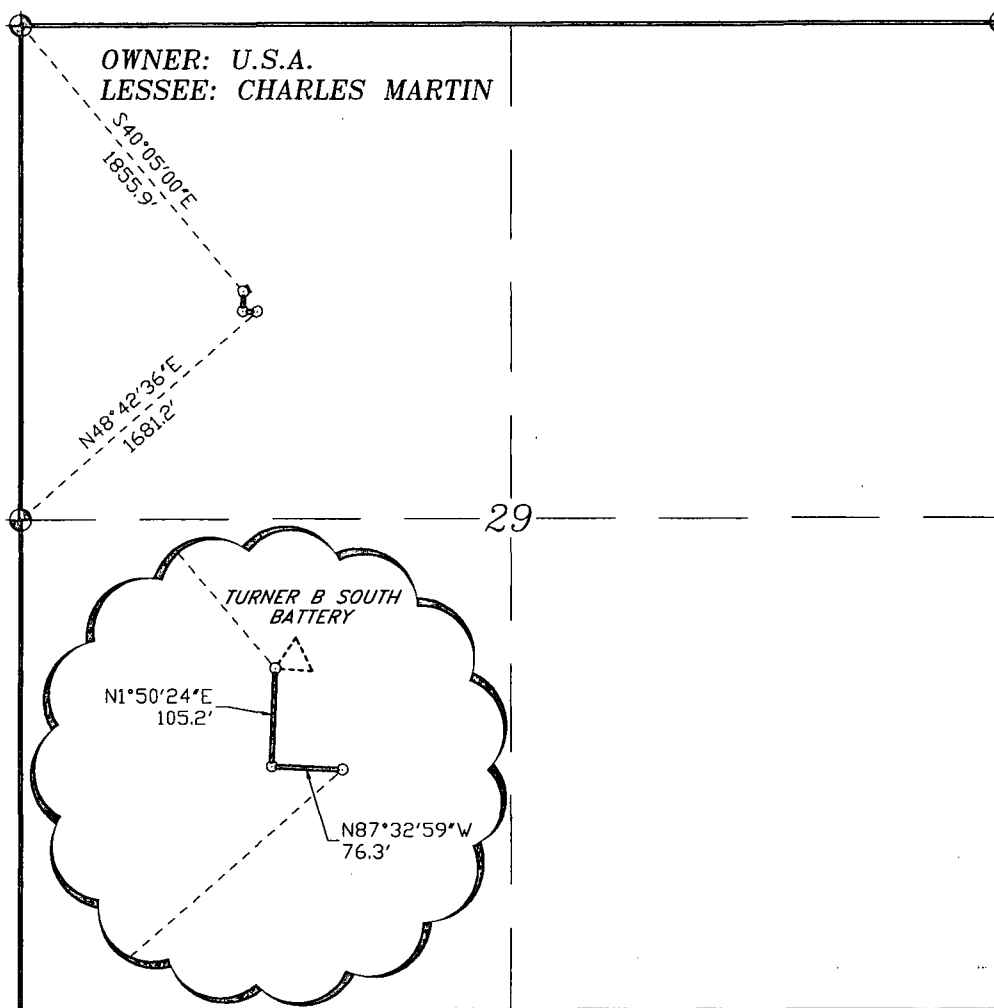 OWNER: U.S.A.
LESSEE: CHARLES MARTIN
S40°05'00"E
1855.9'
N48°42'36"E
1681.2'
29
TURNER B SOUTH
BATTERY
N1°50'24"E
105.2'
N87°32'59"W
76.3'